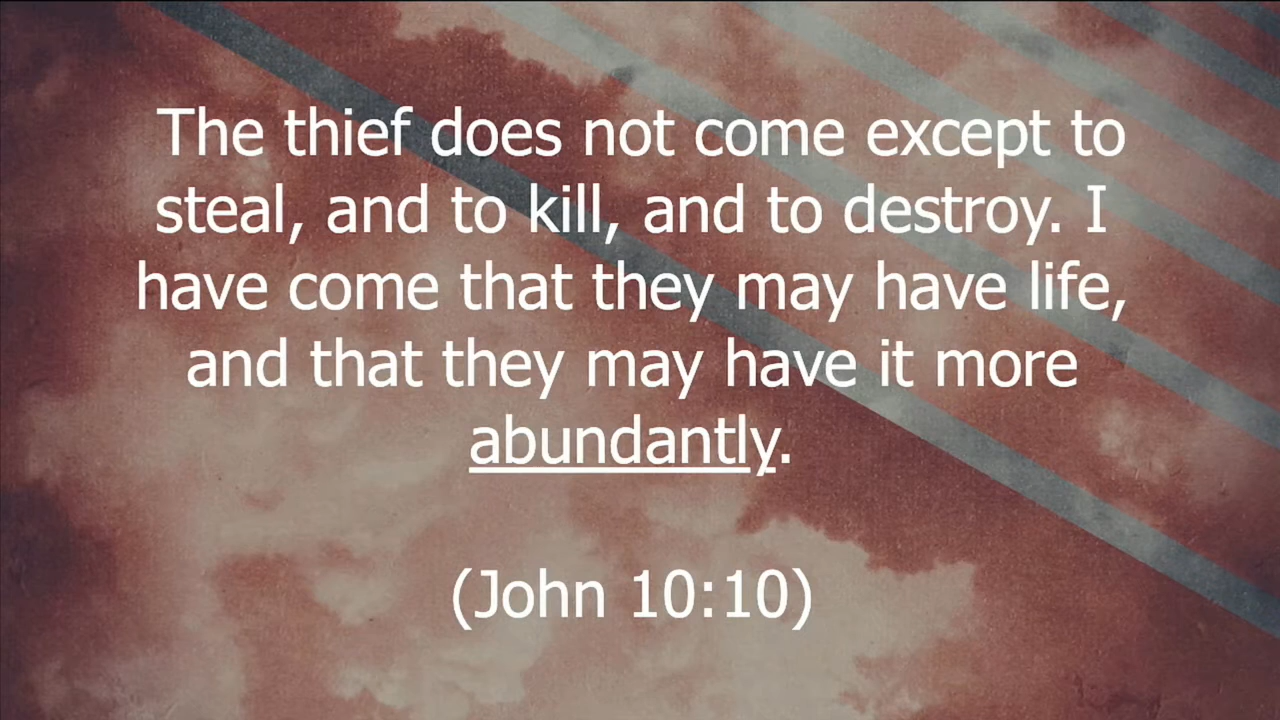 The thief does not come except to
steal, and to kill, and to destroy. I
have come that they may have life,
and that they may have it more
abundantly.
(John 10:10)